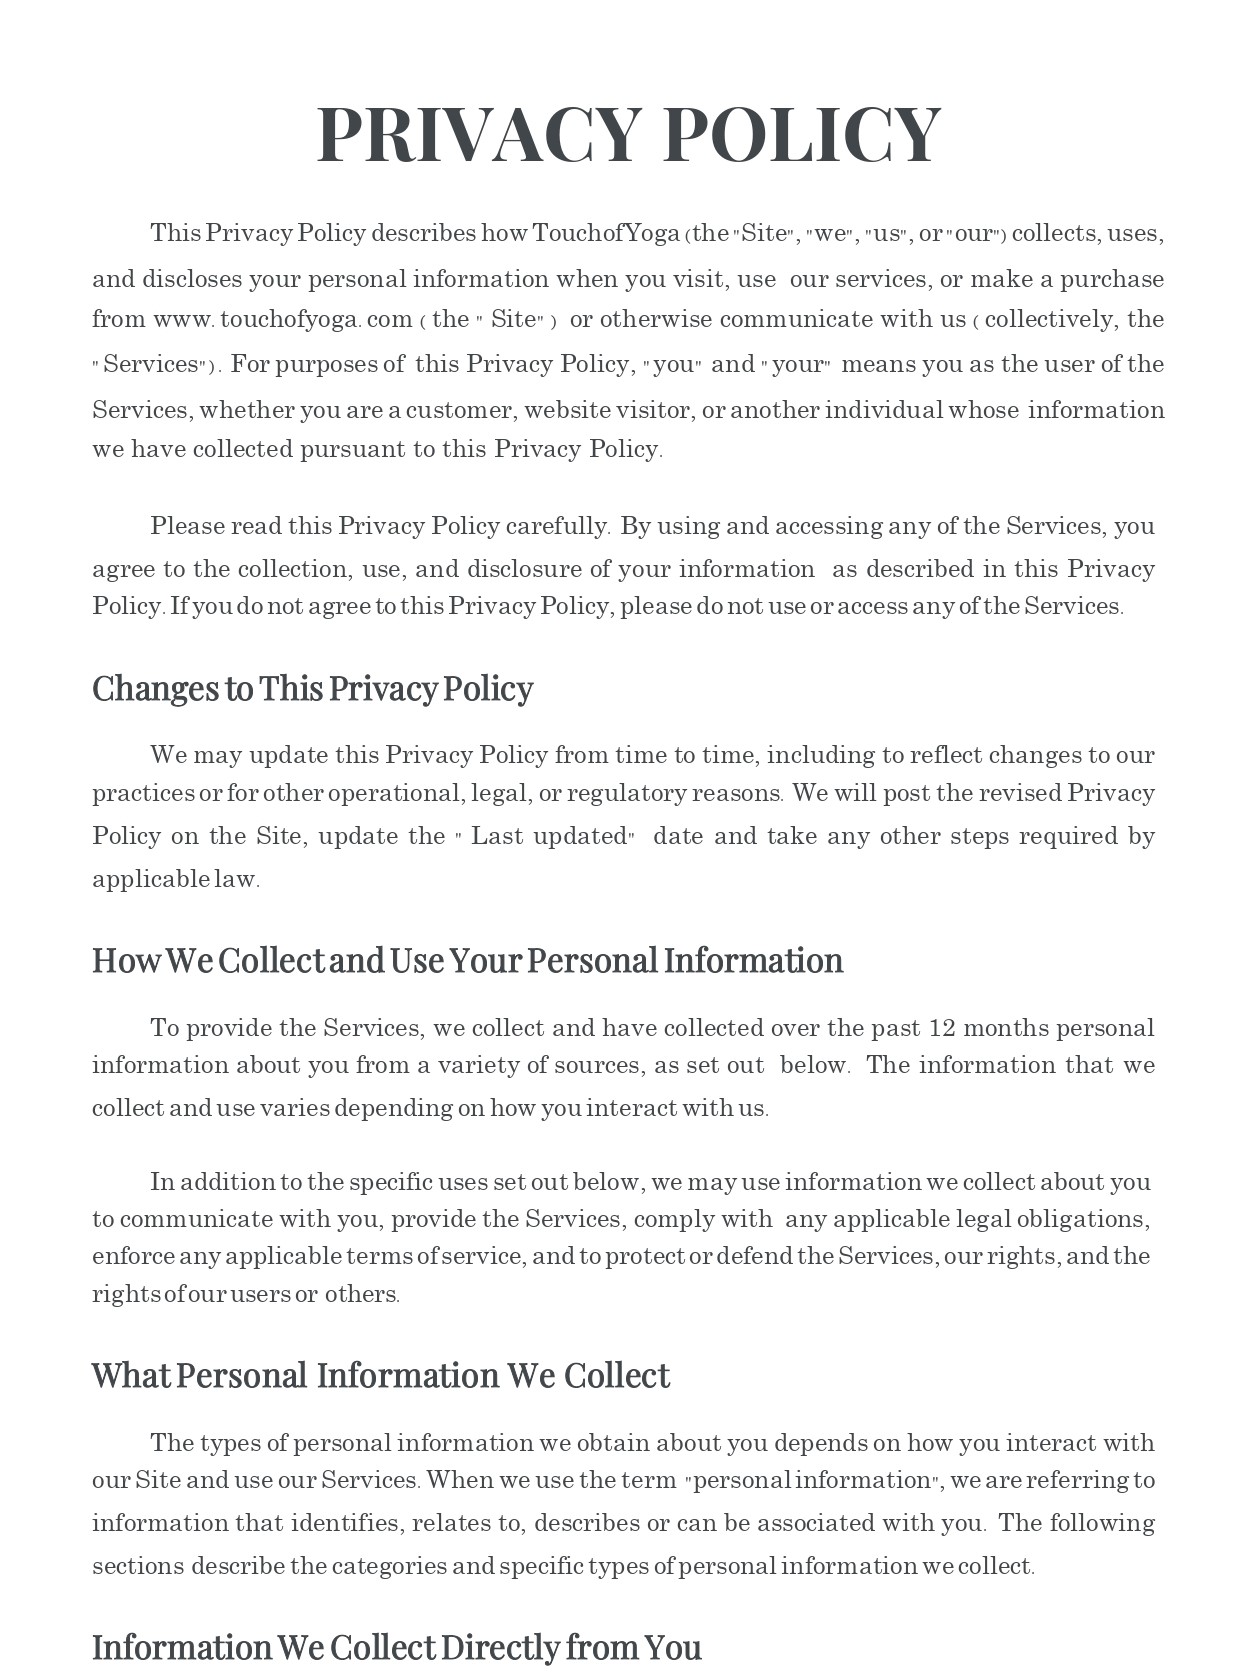 PRIVACY POLICY
This Privacy Policy describes how TouchofYoga (the "Site", "we", "us", or "our") collects, uses,
and discloses your personal information when you visit, use our services, or make a purchase
from www. touchofyoga. com ( the " Site" ) or otherwise communicate with us ( collectively, the
" Services"). For purposes of this Privacy Policy, "you" and "your" means you as the user of the
Services, whether you are a customer, website visitor, or another individual whose information
we have collected pursuant to this Privacy Policy.
Please read this Privacy Policy carefully. By using and accessing any of the Services, you
agree to the collection, use, and disclosure of your information as described in this Privacy
Policy. If you do not agree to this Privacy Policy, please do not use or access any of the Services.
Changes to This Privacy Policy
We may update this Privacy Policy from time to time, including to reflect changes to our
practices or for other operational, legal, or regulatory reasons. We will post the revised Privacy
Policy on the Site, update the " Last updated" date and take any other steps required by
applicable law.
How We Collect and Use Your Personal Information
To provide the Services, we collect and have collected over the past 12 months personal
information about you from a variety of sources, as set out below. The information that we
collect and use varies depending on how you interact with us.
In addition to the specific uses set out below, we may use information we collect about you
to communicate with you, provide the Services, comply with any applicable legal obligations,
enforce any applicable terms of service, and to protect or defend the Services, our rights, and the
rights of our users or others.
What Personal Information We Collect
The types of personal information we obtain about you depends on how you interact with
our Site and use our Services. When we use the term "personal information", we are referring to
information that identifies, relates to, describes or can be associated with you. The following
sections describe the categories and specific types of personal information we collect.
Information We Collect Directly from You